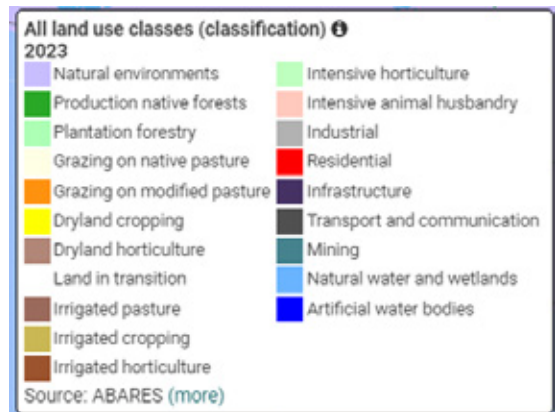 All land use classes (classification)
2023
Natural environments
Production native forests
Plantation forestry
Grazing on native pasture
Grazing on modified pasture
Dryland cropping
Dryland horticulture
Land in transition
Irrigated pasture
Irrigated cropping
Irrigated horticulture
Intensive horticulture
Intensive animal husbandry
Industrial
Residential
Infrastructure
Transport and communication
Mining
Natural water and wetlands
Artificial water bodies
Source: ABARES (more)